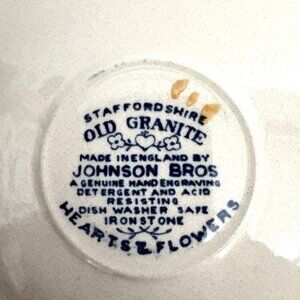 STAFFORDSHIRE
OLD GRANITE
MADE IN ENGLAND BY
JOHNSON BROS
A GENUINE HAND ENGRAVING
DETERGENT AND ACID
RESISTING
DISH WASHER SAFE
IRONSTONE
HEARTS & FLOWERS